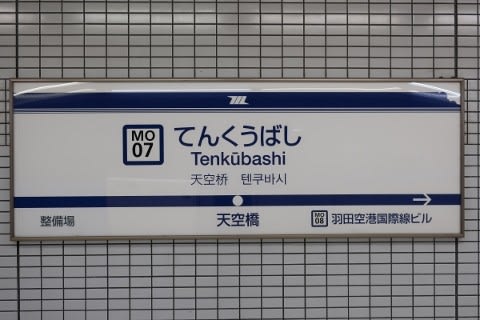 MO
07
てんくうばし
Tenkūbashi
天空桥 텐쿠바시
整備場
天空橋
MO
08
羽田空港国際線ビル